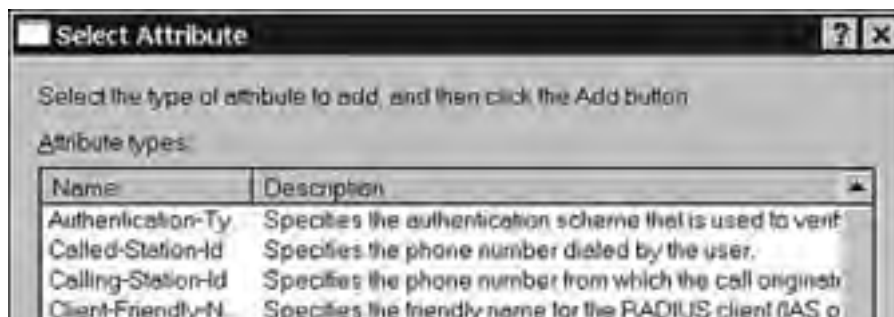 Select Attribute
Select the type of attribute to add, and then click the Add button
Attribute types:
Name Description
Authentication-Ty Specifies the authentication scheme that is used to verif
Called-Station-Id Specifies the phone number dialed by the user.
Calling-Station-Id Specifies the phone number from which the call originate
Client-Friendly-N... Specifies the friendly name for the RADIUS client (IAS o